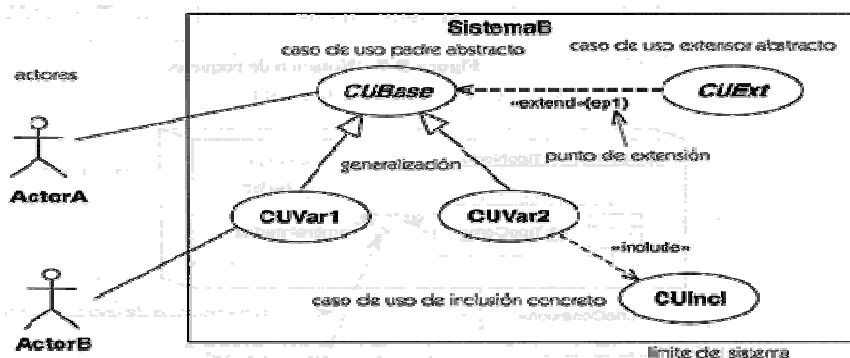 SistemaB
caso de uso padre abstracto
caso de uso extensor abstracto
actores
CUBase
CUExt
«extend»(ep1)
punto de extensión
generalización
ActorA
CUVar1
CUVar2
«include»
caso de uso de inclusión concreto
CUIncl
ActorB
límite del sistema